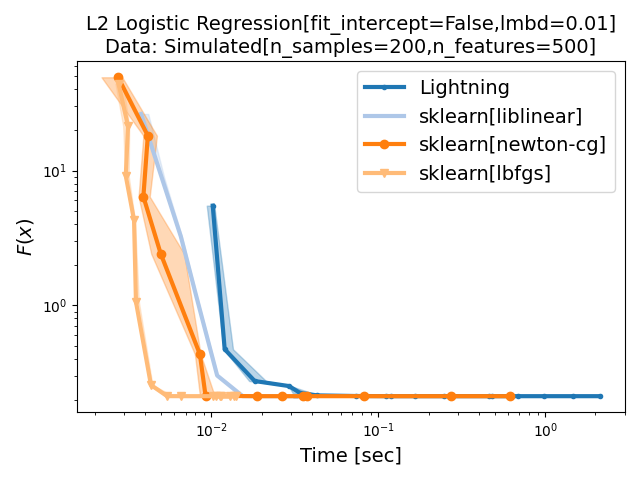 L2 Logistic Regression[fit_intercept=False,lmbd=0.01]
Data: Simulated[n_samples=200,n_features=500]
Lightning
sklearn[liblinear]
sklearn[newton-cg]
sklearn[lbfgs]
10¹
10⁰
F(x)
10⁻² 10⁻¹ 10⁰
Time [sec]